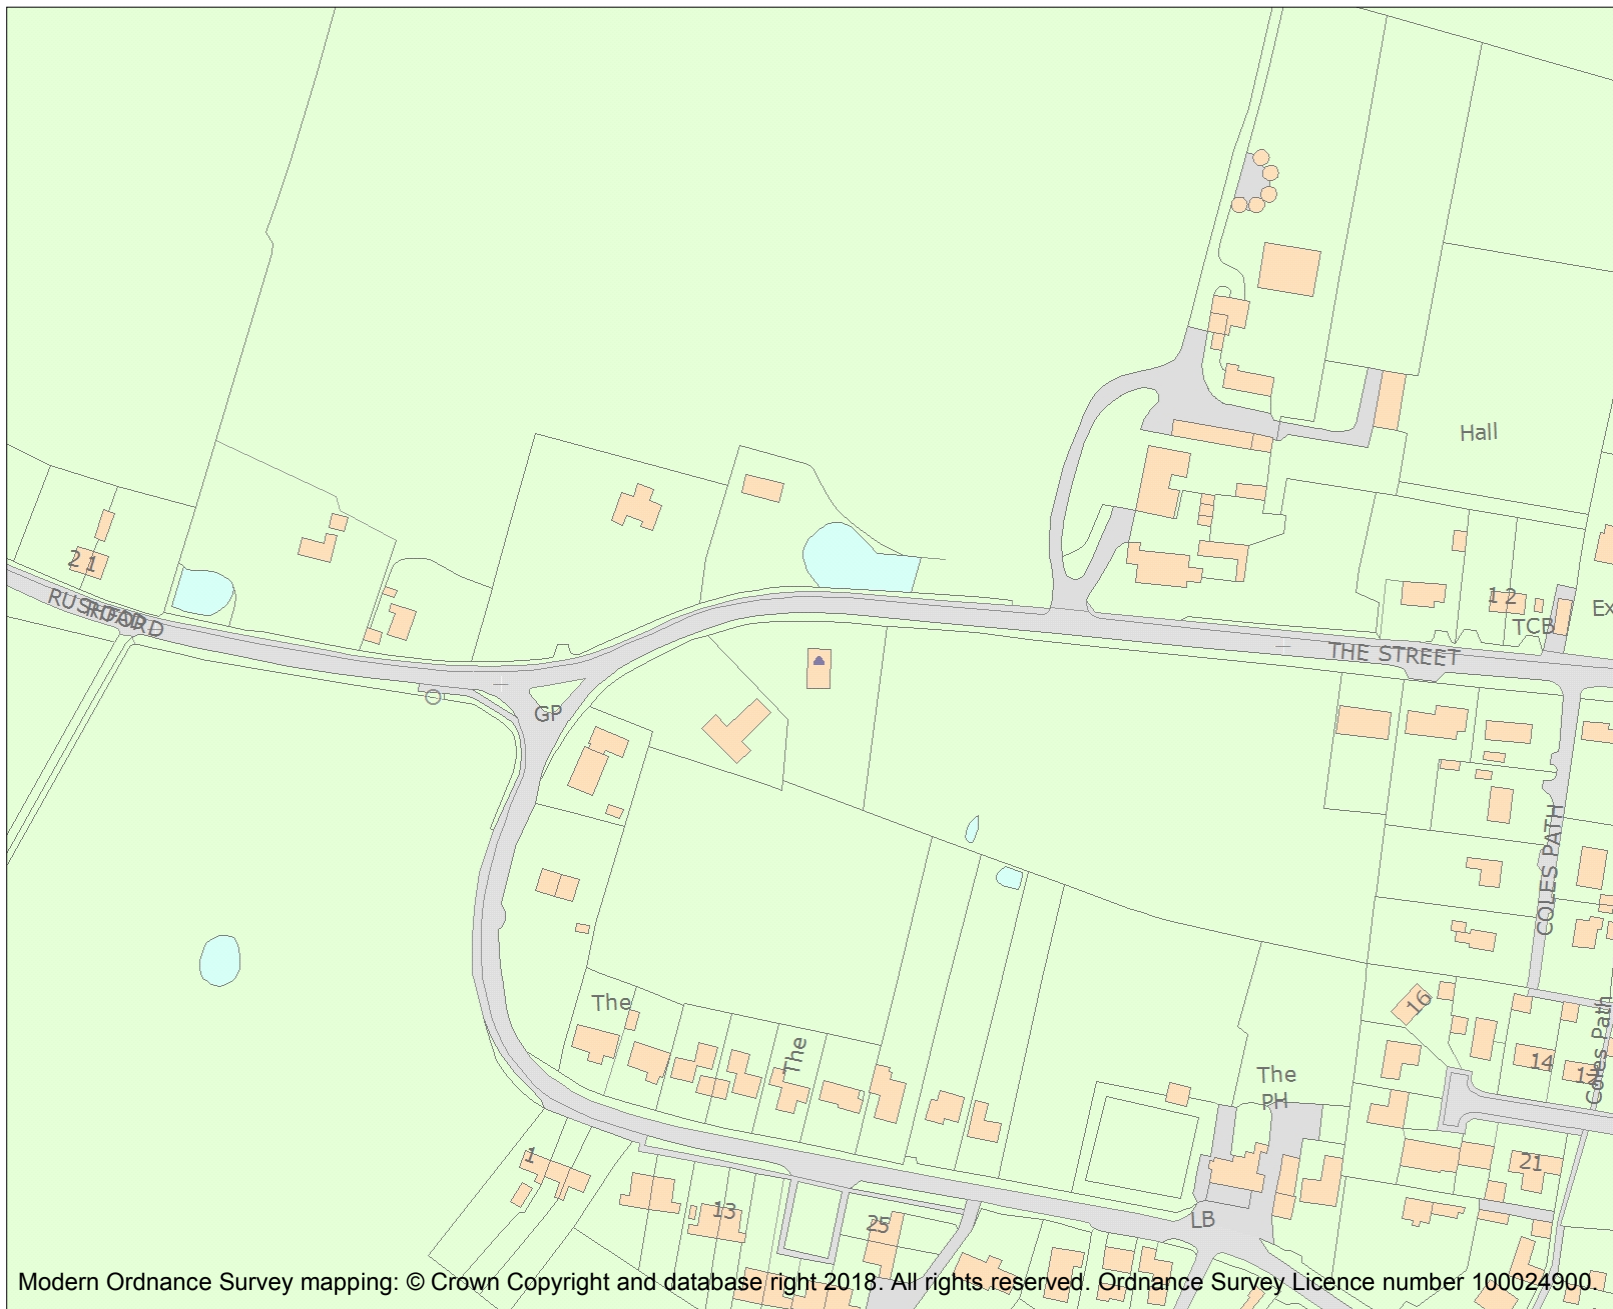 Hall
2 1
RUSHFORD
ROAD
1 2
TCB
Ex
THE STREET
GP
COLES PATH
The
The
16
Coles Path
14
12
The
PH
1
21
13
25
LB
Modern Ordnance Survey mapping: © Crown Copyright and database right 2018. All rights reserved. Ordnance Survey Licence number 100024900.